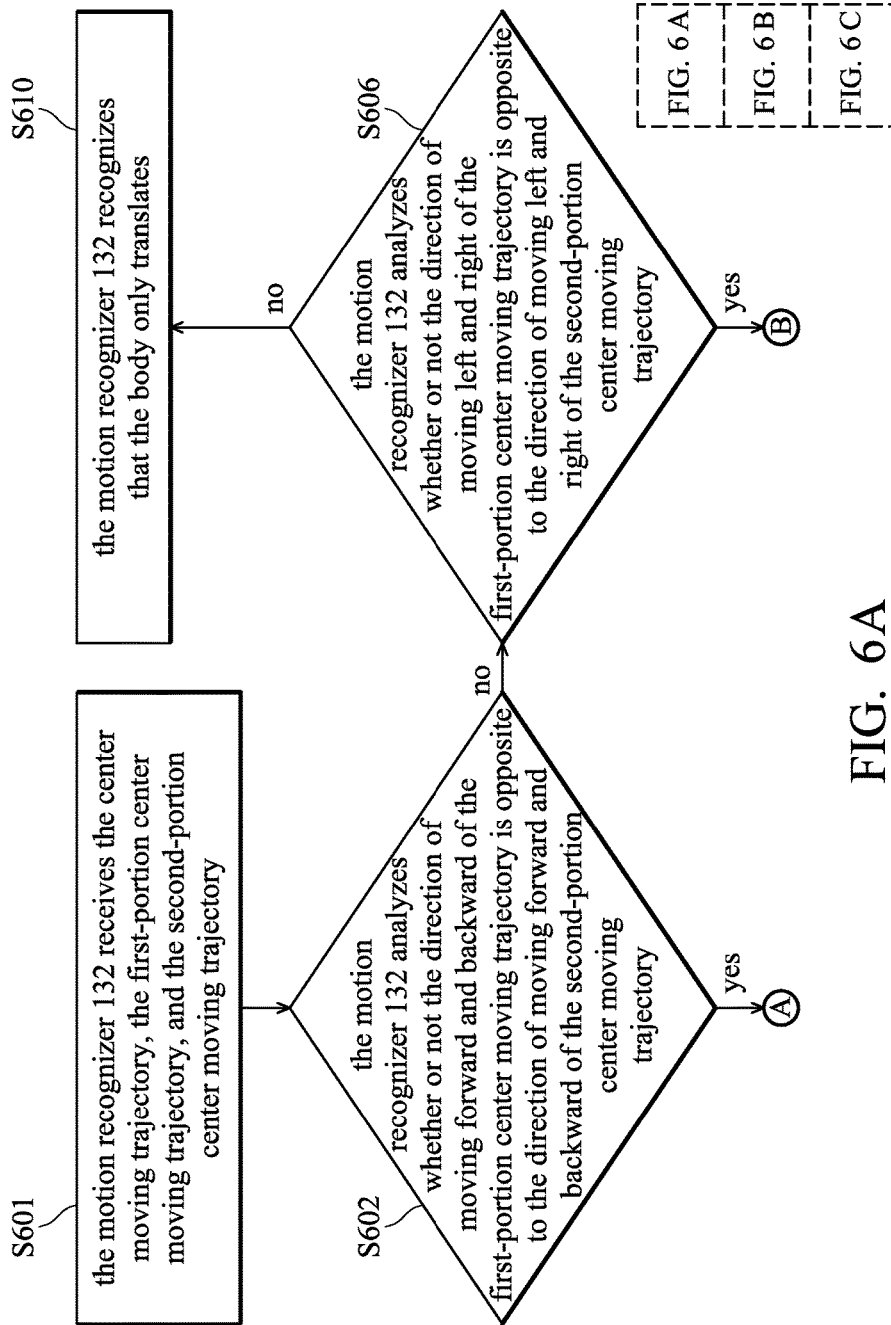 S601
the motion recognizer 132 receives the center
moving trajectory, the first-portion center
moving trajectory, and the second-portion
center moving trajectory
S602
the motion
recognizer 132 analyzes
whether or not the direction of
moving forward and backward of the
first-portion center moving trajectory is opposite
to the direction of moving forward and
backward of the second-portion
center moving
trajectory
yes
A
no
S610
the motion recognizer 132 recognizes
that the body only translates
no
S606
the motion
recognizer 132 analyzes
whether or not the direction of
moving left and right of the
first-portion center moving trajectory is opposite
to the direction of moving left and
right of the second-portion
center moving
trajectory
yes
B
FIG. 6A
FIG. 6B
FIG. 6C
FIG. 6A